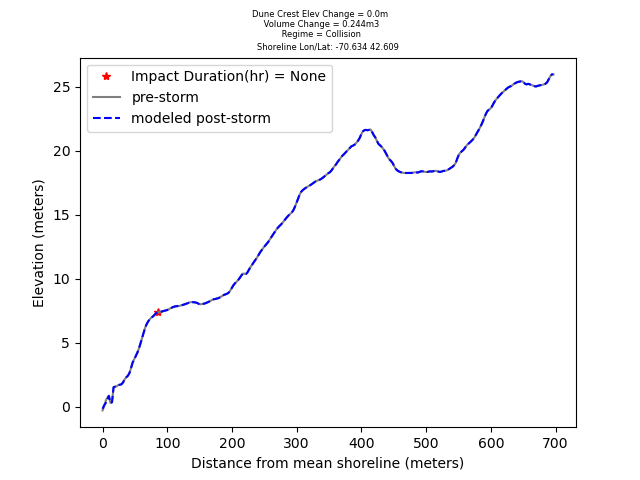 Dune Crest Elev Change = 0.0m
Volume Change = 0.244m3
Regime = Collision
Shoreline Lon/Lat: -70.634 42.609
Impact Duration(hr) = None
pre-storm
modeled post-storm
Elevation (meters)
25
20
15
10
5
0
0 100 200 300 400 500 600 700
Distance from mean shoreline (meters)